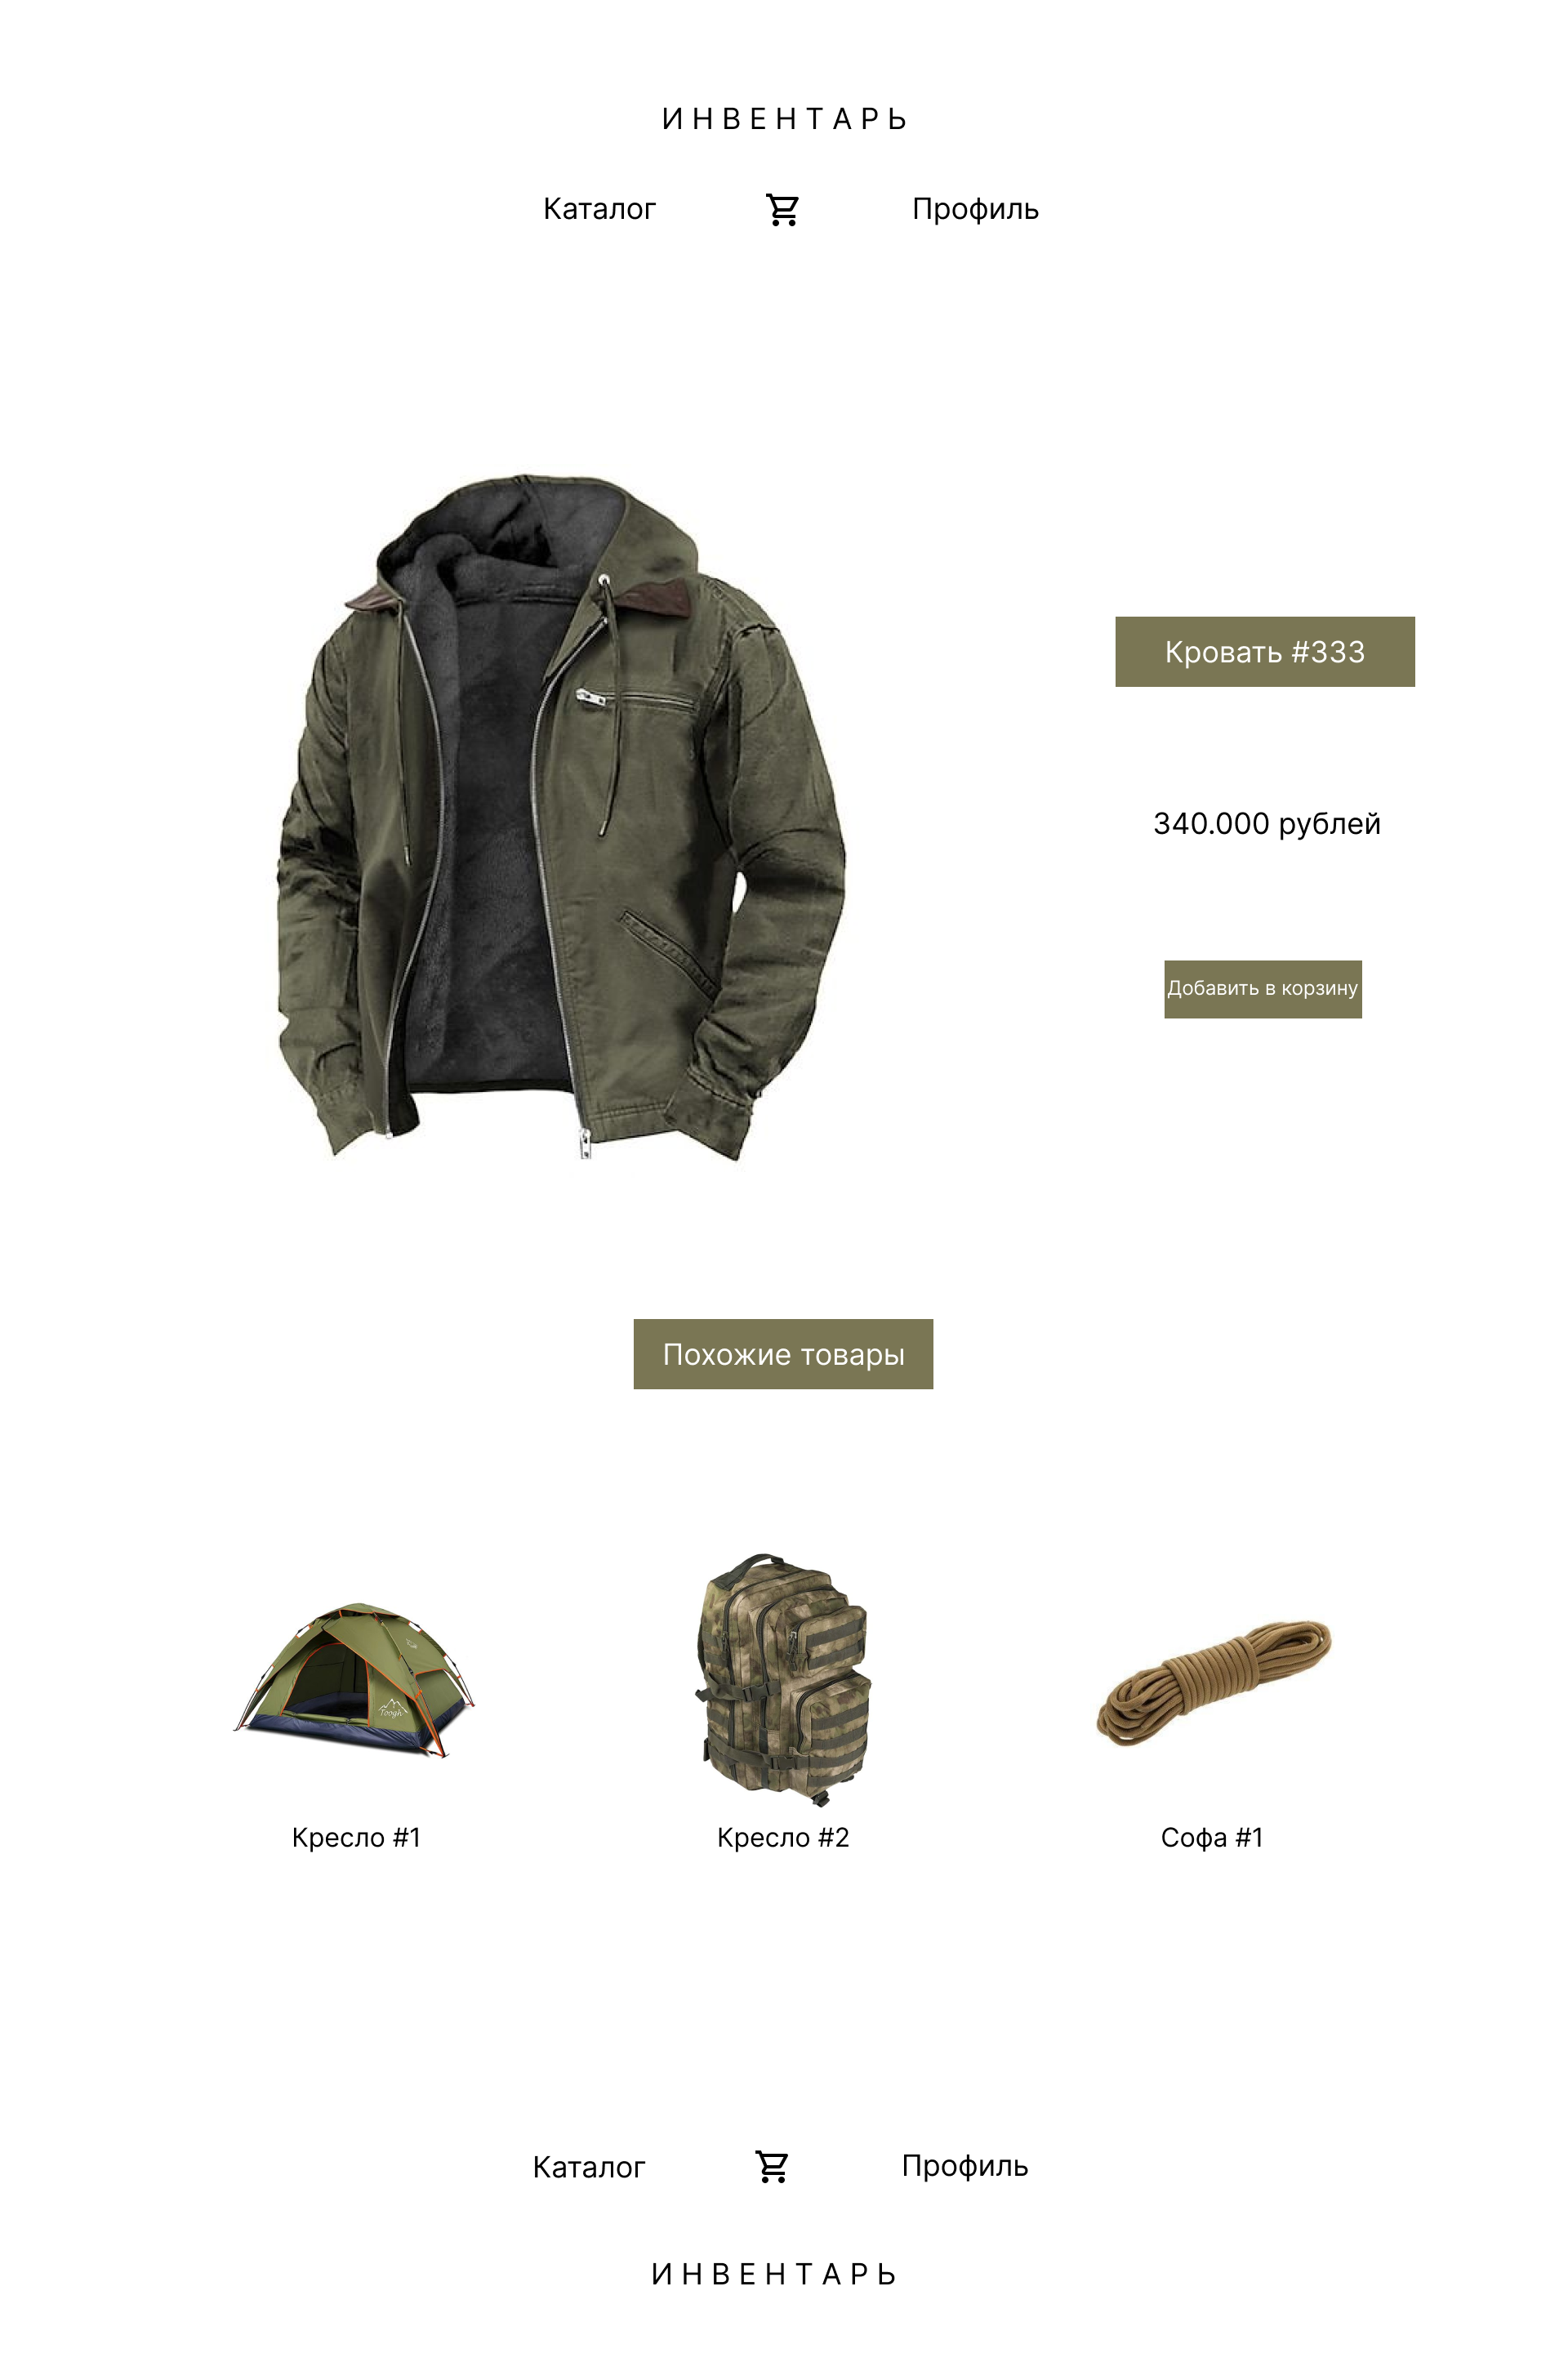 ИНВЕНТАРЬ
Каталог
Профиль
Кровать #333
340.000 рублей
Добавить в корзину
Похожие товары
Toogh
Кресло #1
Кресло #2
Софа #1
Каталог
Профиль
ИНВЕНТАРЬ